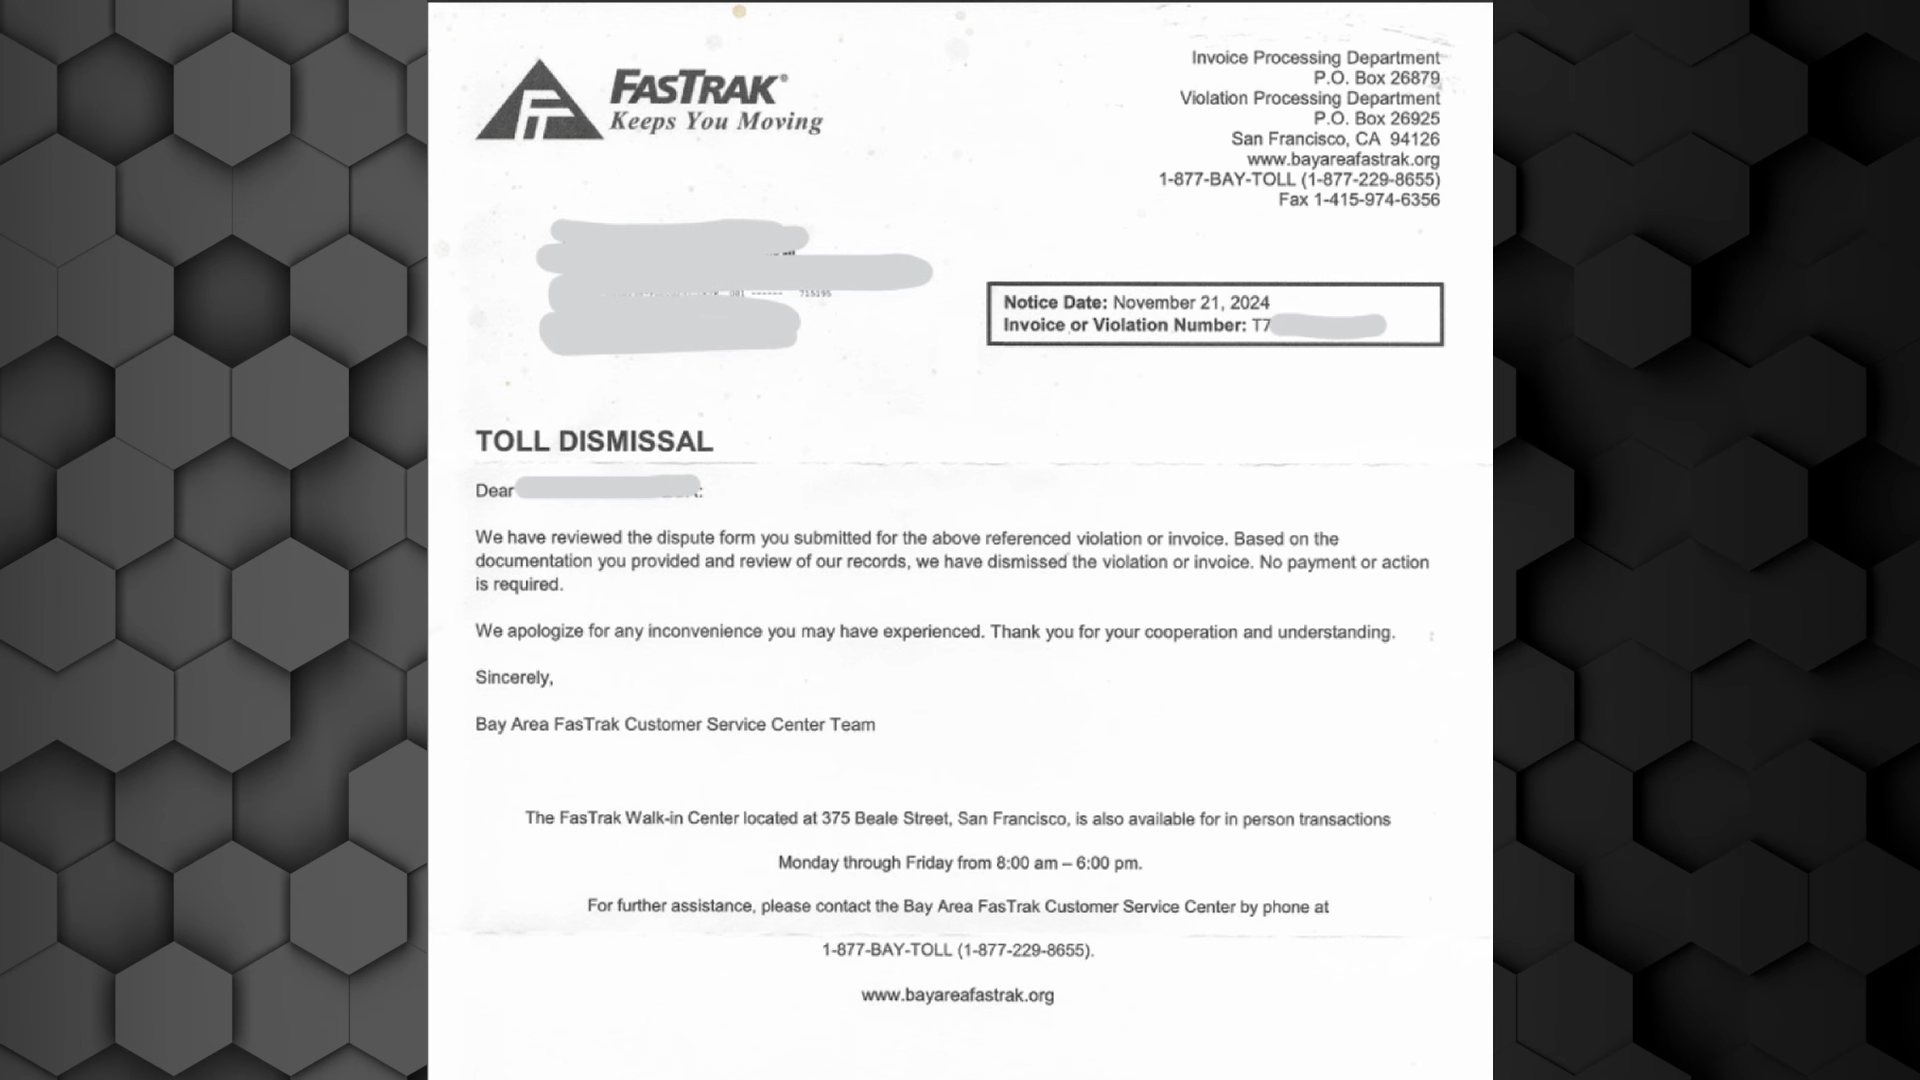 FASTRAK®
Keeps You Moving
Invoice Processing Department
P.O. Box 26879
Violation Processing Department
P.O. Box 26925
San Francisco, CA 94126
www.bayareafastrak.org
1-877-BAY-TOLL (1-877-229-8655)
Fax 1-415-974-6356
081 ------ 715195
Notice Date: November 21, 2024
Invoice or Violation Number: T7
TOLL DISMISSAL
Dear :
We have reviewed the dispute form you submitted for the above referenced violation or invoice. Based on the
documentation you provided and review of our records, we have dismissed the violation or invoice. No payment or action
is required.
We apologize for any inconvenience you may have experienced. Thank you for your cooperation and understanding.
Sincerely,
Bay Area FasTrak Customer Service Center Team
The FasTrak Walk-in Center located at 375 Beale Street, San Francisco, is also available for in person transactions
Monday through Friday from 8:00 am – 6:00 pm.
For further assistance, please contact the Bay Area FasTrak Customer Service Center by phone at
1-877-BAY-TOLL (1-877-229-8655).
www.bayareafastrak.org